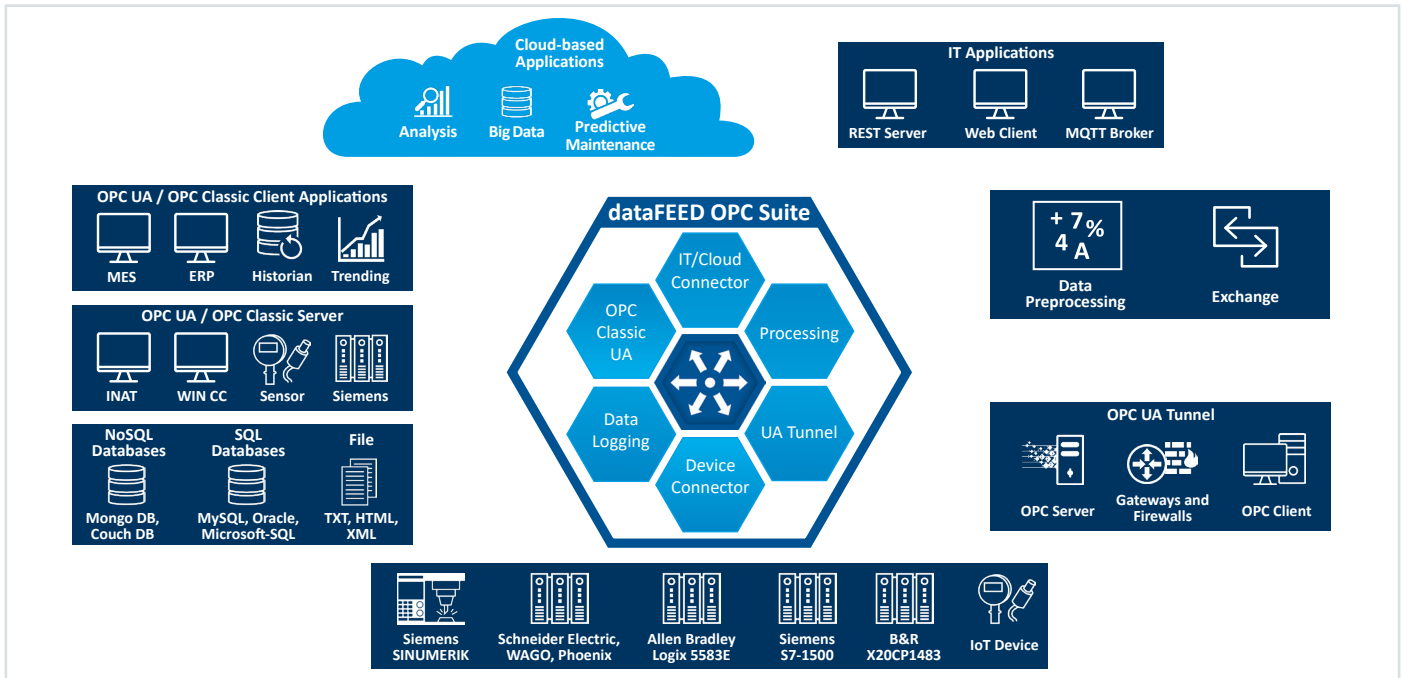 Cloud-based
Applications
Analysis
Big Data
Predictive
Maintenance
IT Applications
REST Server
Web Client
MQTT Broker
OPC UA / OPC Classic Client Applications
MES
ERP
Historian
Trending
OPC UA / OPC Classic Server
INAT
WIN CC
Sensor
Siemens
NoSQL
Databases
SQL
Databases
File
Mongo DB,
Couch DB
MySQL, Oracle,
Microsoft-SQL
TXT, HTML,
XML
dataFEED OPC Suite
IT/Cloud
Connector
OPC
Classic
UA
Processing
Data
Logging
UA Tunnel
Device
Connector
+ 7%
4 A
Data
Preprocessing
Exchange
OPC UA Tunnel
OPC Server
Gateways and
Firewalls
OPC Client
Siemens
SINUMERIK
Schneider Electric,
WAGO, Phoenix
Allen Bradley
Logix 5583E
Siemens
S7-1500
B&R
X20CP1483
IoT Device